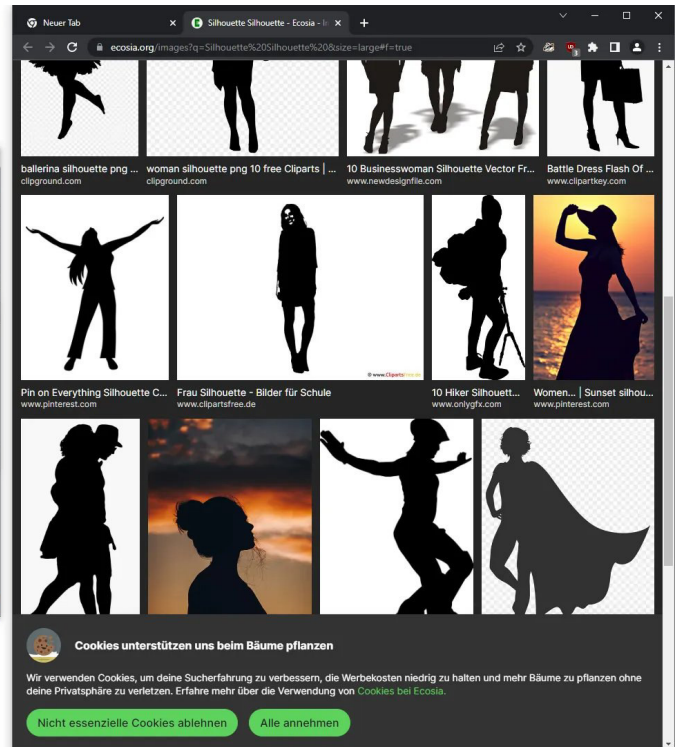 Neuer Tab
Silhouette Silhouette - Ecosia - In
ecosia.org/images?q=Silhouette%20Silhouette%20&size=large#f=true
3
ballerina silhouette png ...
clipground.com
woman silhouette png 10 free Cliparts | ...
clipground.com
10 Businesswoman Silhouette Vector Fr...
www.newdesignfile.com
Battle Dress Flash Of ...
www.clipartkey.com
© www.ClipartsFree.de
Pin on Everything Silhouette C...
www.pinterest.com
Frau Silhouette - Bilder für Schule
www.clipartsfree.de
10 Hiker Silhouett...
www.onlygfx.com
Women... | Sunset silhou...
www.pinterest.com
Cookies unterstützen uns beim Bäume pflanzen
Wir verwenden Cookies, um deine Sucherfahrung zu verbessern, die Werbekosten niedrig zu halten und mehr Bäume zu pflanzen ohne
deine Privatsphäre zu verletzen. Erfahre mehr über die Verwendung von Cookies bei Ecosia.
Nicht essenzielle Cookies ablehnen
Alle annehmen